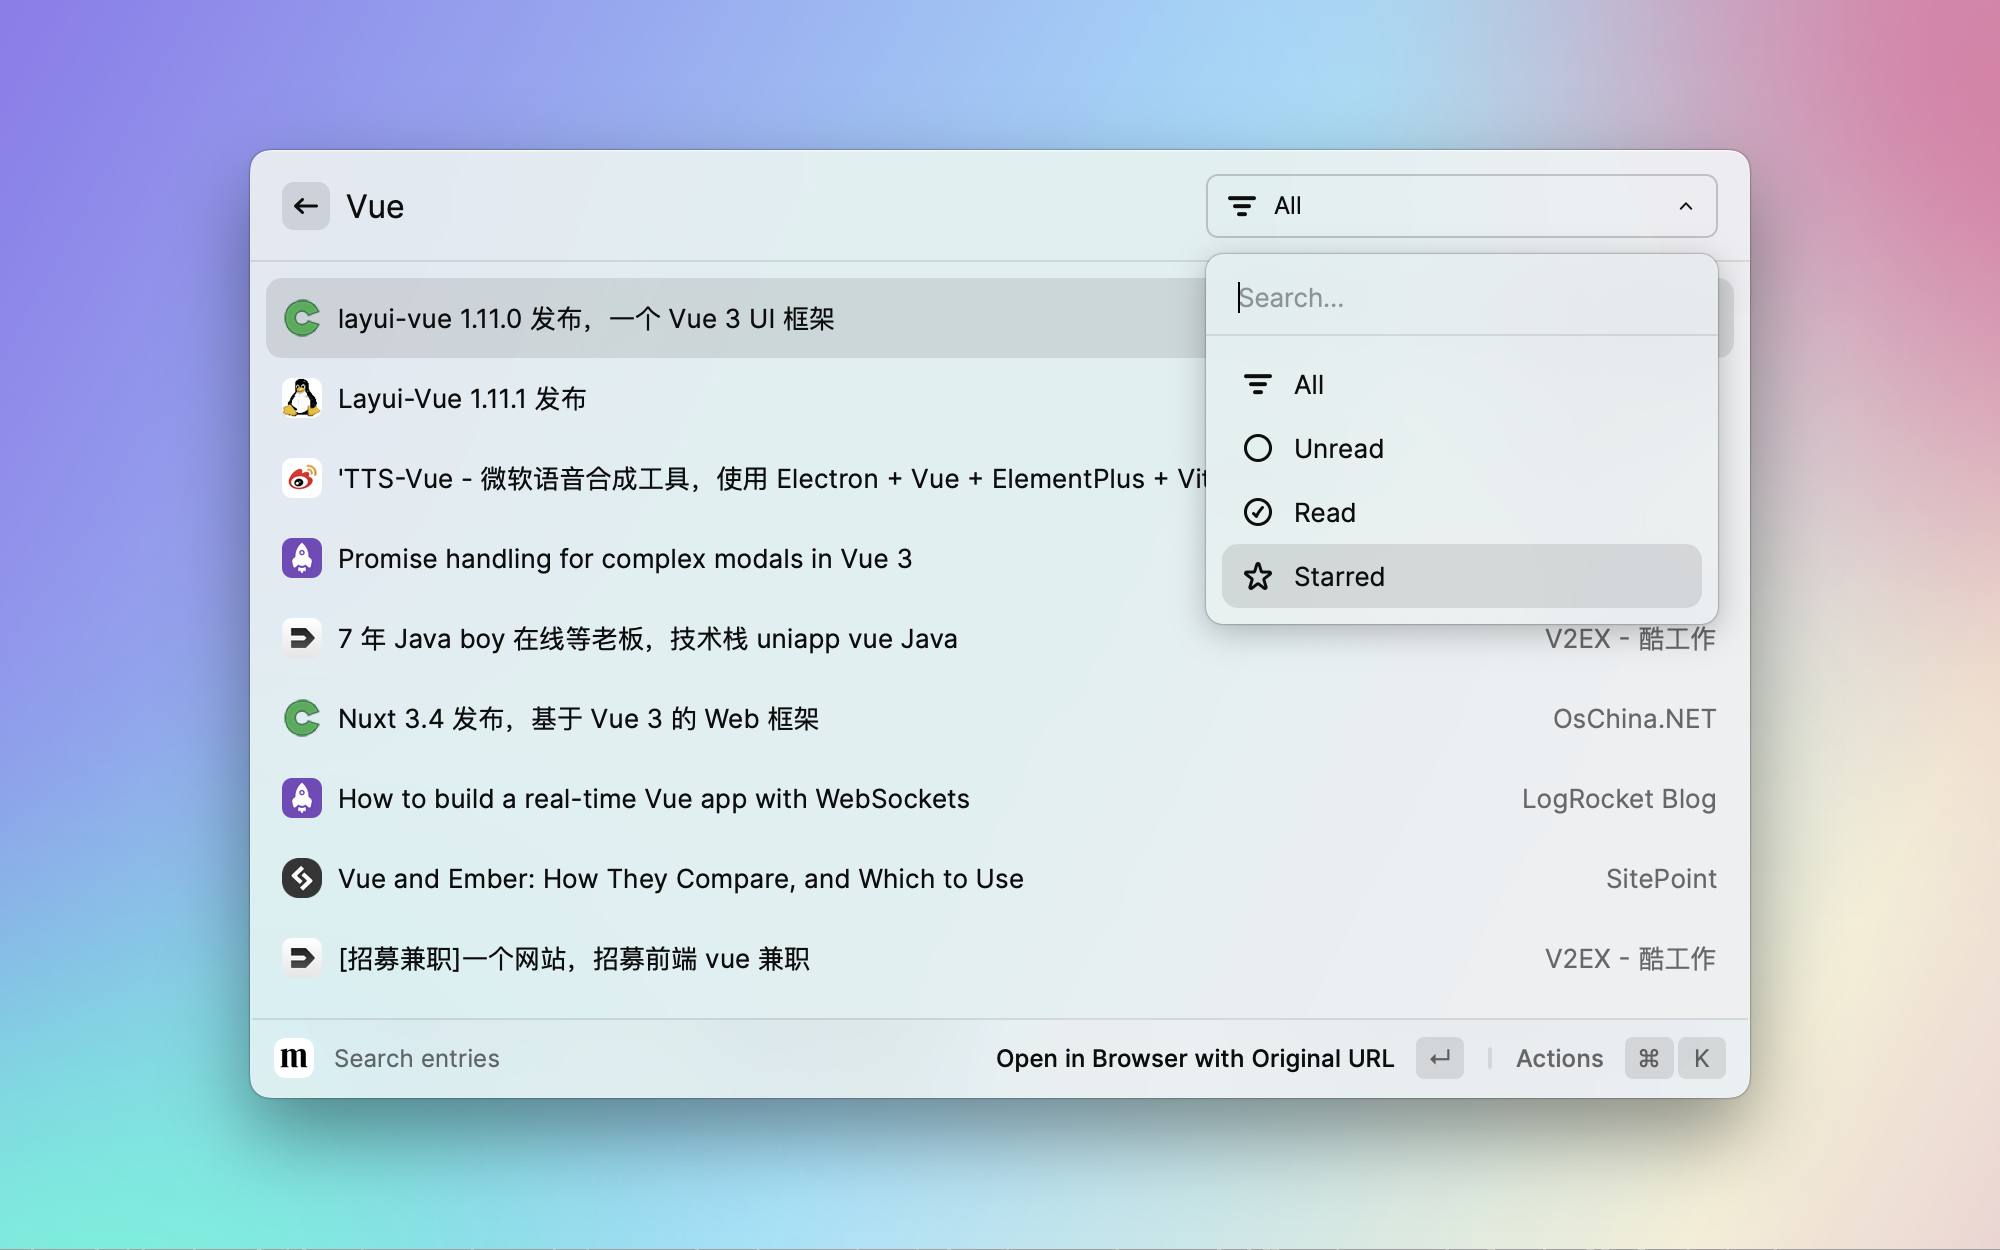 Vue
All
Search...
All
Unread
Read
Starred
layui-vue 1.11.0 发布，一个 Vue 3 UI 框架
Layui-Vue 1.11.1 发布
'TTS-Vue - 微软语音合成工具，使用 Electron + Vue + ElementPlus +
Promise handling for complex modals in Vue 3
7 年 Java boy 在线等老板，技术栈 uniapp vue Java
V2EX - 酷工作
Nuxt 3.4 发布，基于 Vue 3 的 Web 框架
OsChina.NET
How to build a real-time Vue app with WebSockets
LogRocket Blog
Vue and Ember: How They Compare, and Which to Use
SitePoint
[招募兼职]一个网站，招募前端 vue 兼职
V2EX - 酷工作
m
Search entries
Open in Browser with Original URL
Actions
⌘
K